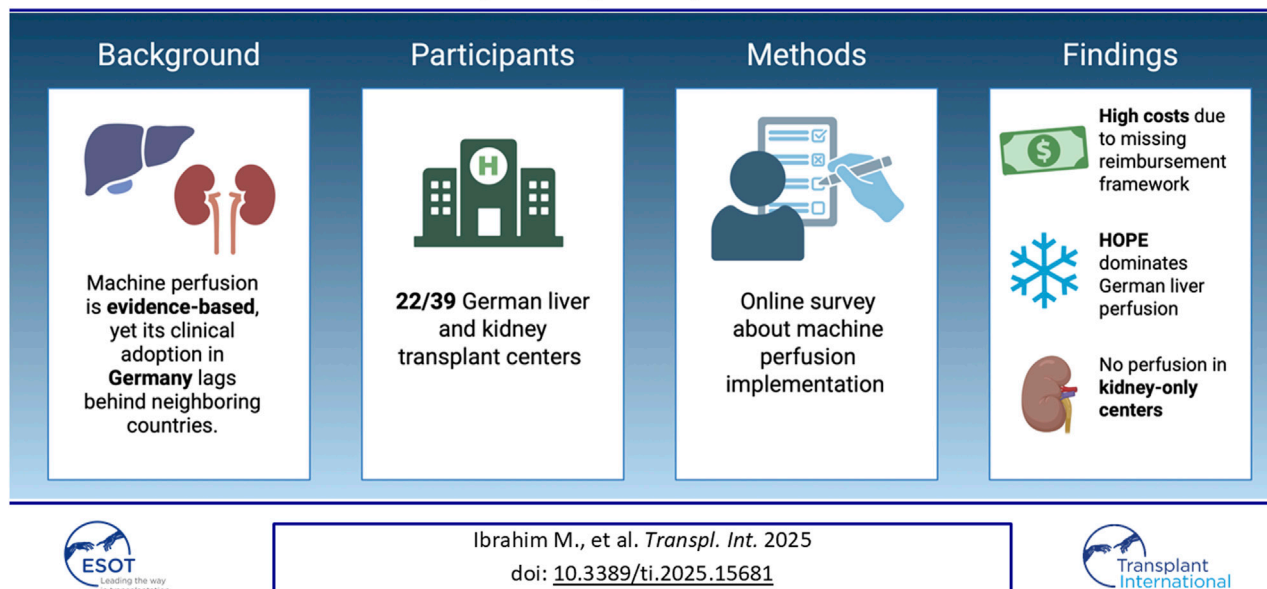 Background
Machine perfusion
is evidence-based,
yet its clinical
adoption in
Germany lags
behind neighboring
countries.
Participants
H
22/39 German liver
and kidney
transplant centers
Methods
Online survey
about machine
perfusion
implementation
Findings
$
High costs due
to missing
reimbursement
framework
HOPE
dominates
German liver
perfusion
No perfusion in
kidney-only
centers
ESOT
Leading the way
Ibrahim M., et al. Transpl. Int. 2025
doi: 10.3389/ti.2025.15681
Transplant
International